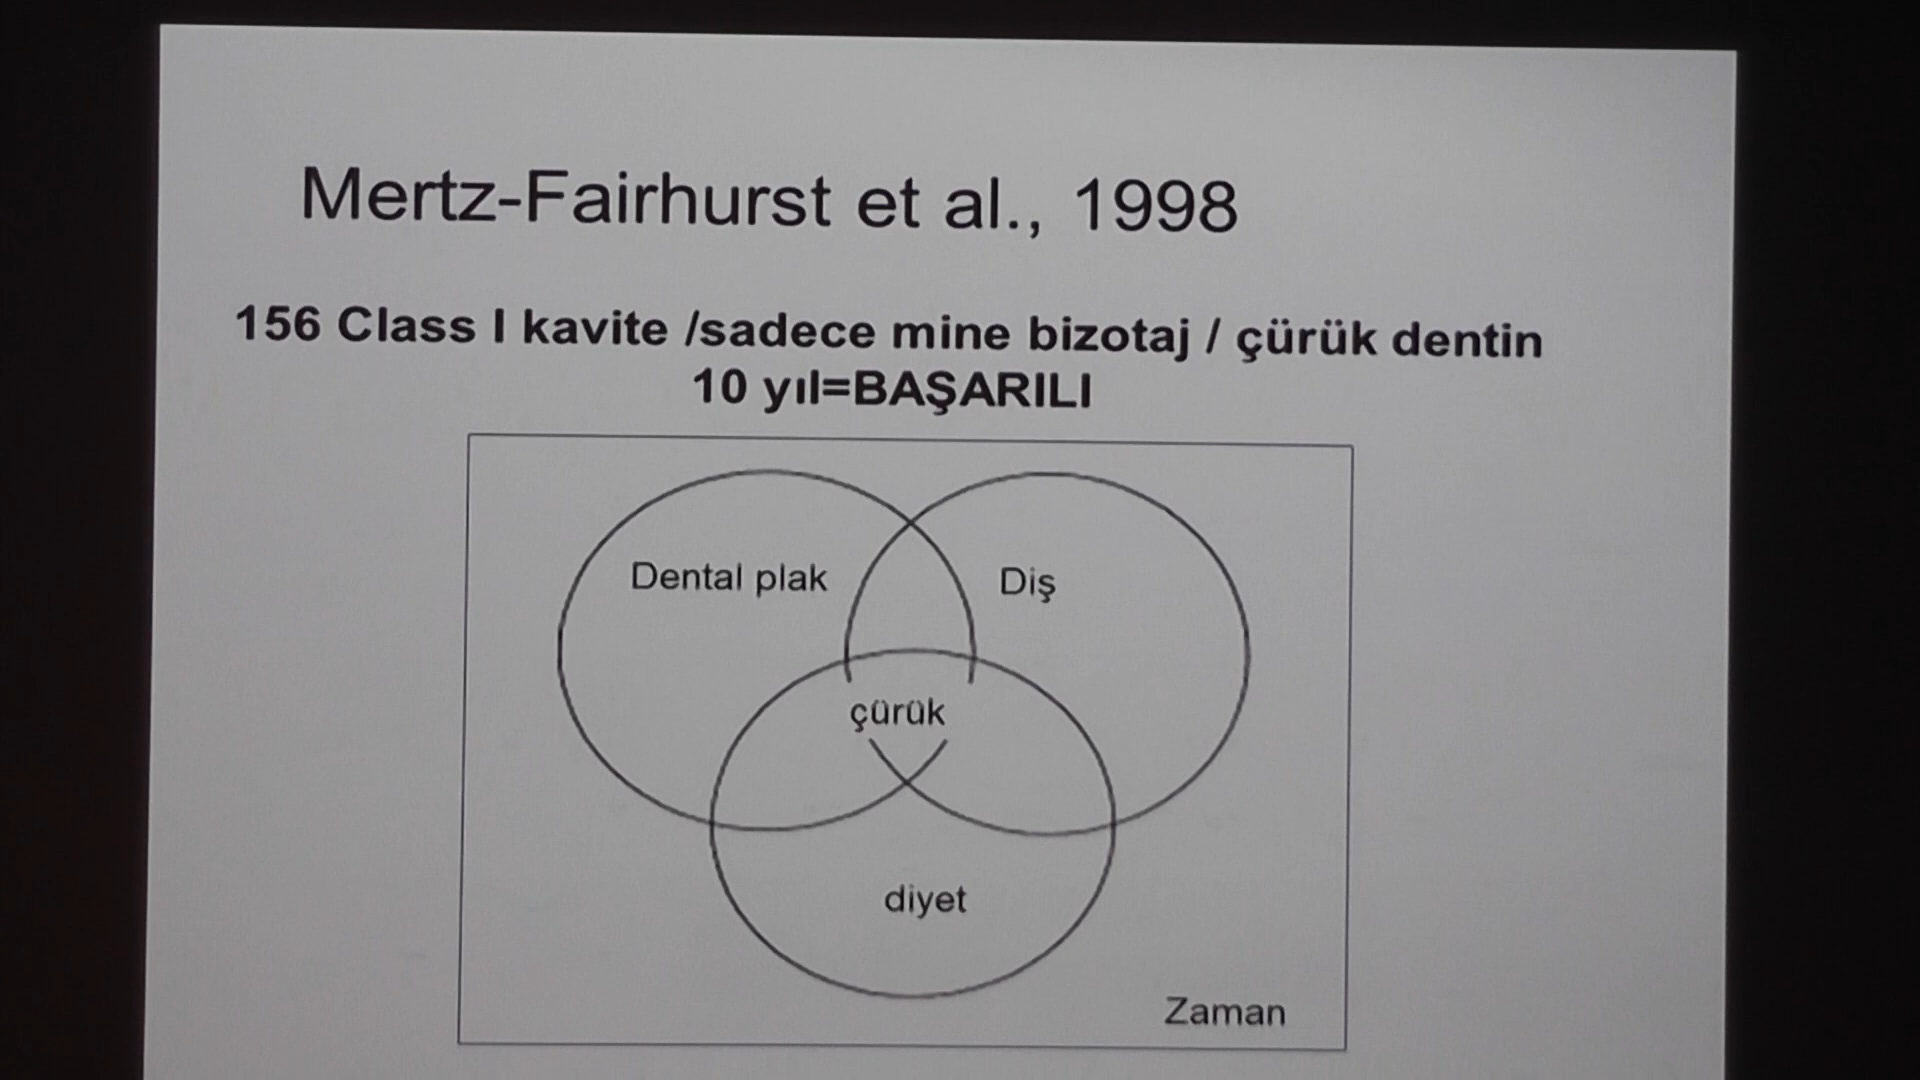 Mertz-Fairhurst et al., 1998
156 Class I kavite /sadece mine bizotaj / çürük dentin
10 yıl=BAŞARILI
Dental plak
Diş
çürük
diyet
Zaman